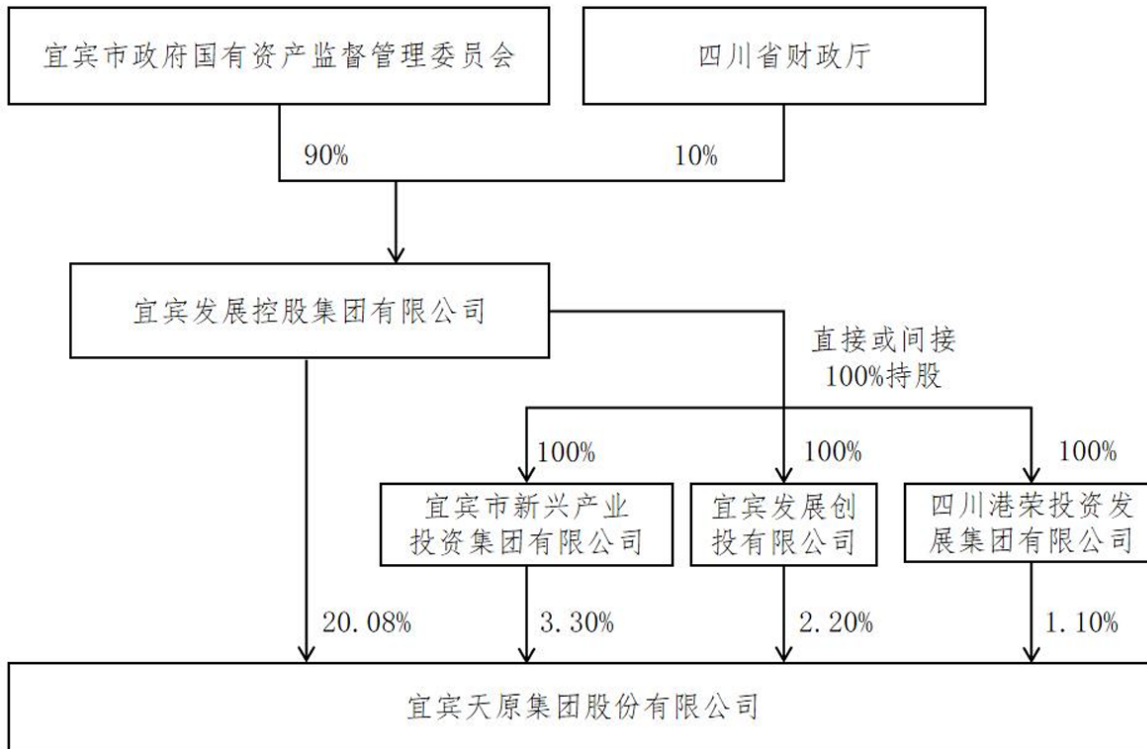 宜宾市政府国有资产监督管理委员会
四川省财政厅
90%
10%
宜宾发展控股集团有限公司
直接或间接
100%持股
100%
100%
100%
宜宾市新兴产业
投资集团有限公司
宜宾发展创
投有限公司
四川港荣投资发
展集团有限公司
20.08%
3.30%
2.20%
1.10%
宜宾天原集团股份有限公司